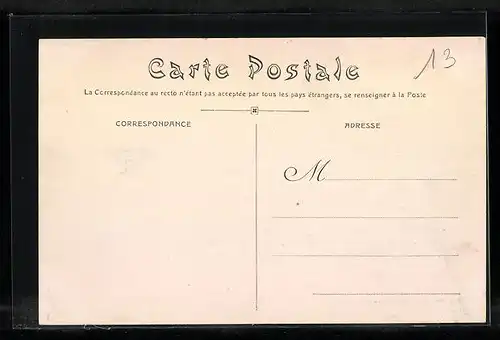 Carte Postale
13
La Correspondance au recto n'étant pas acceptée par tous les pays étrangers, se renseigner à la Poste
CORRESPONDANCE
ADRESSE
M